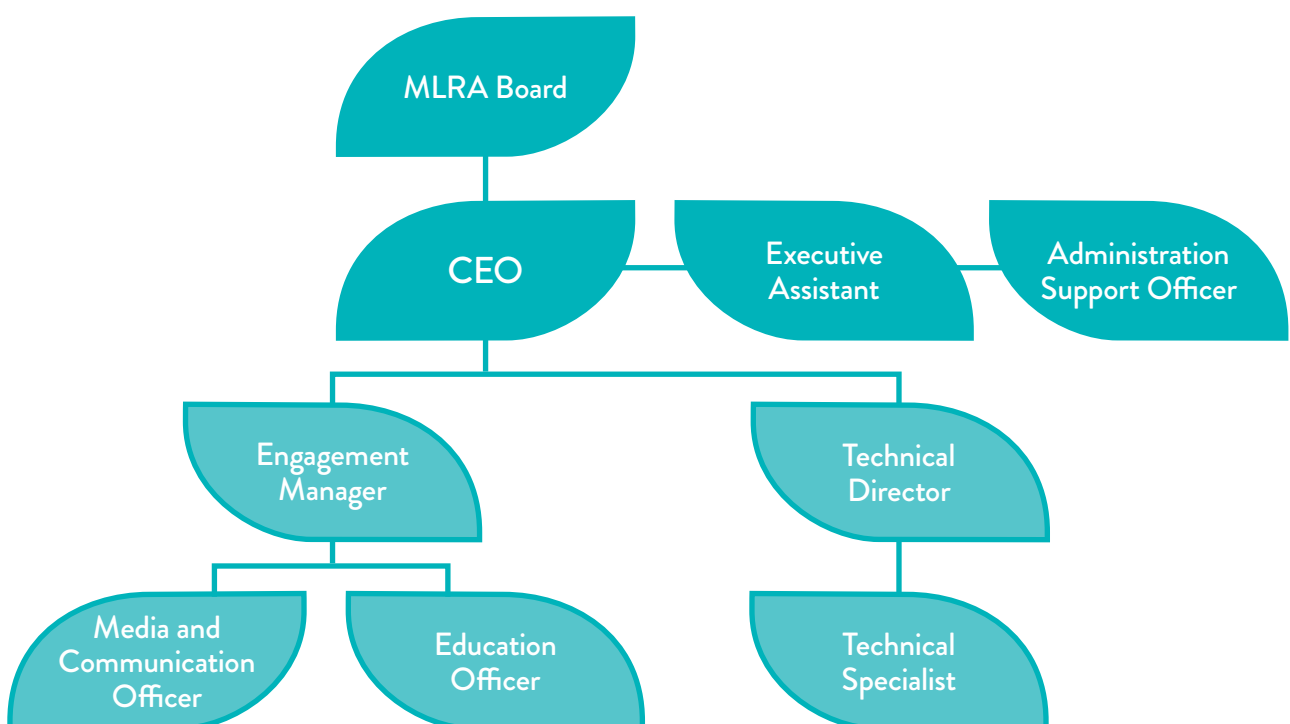 MLRA Board
CEO
Executive
Assistant
Administration
Support Officer
Engagement
Manager
Technical
Director
Media and
Communication
Officer
Education
Officer
Technical
Specialist